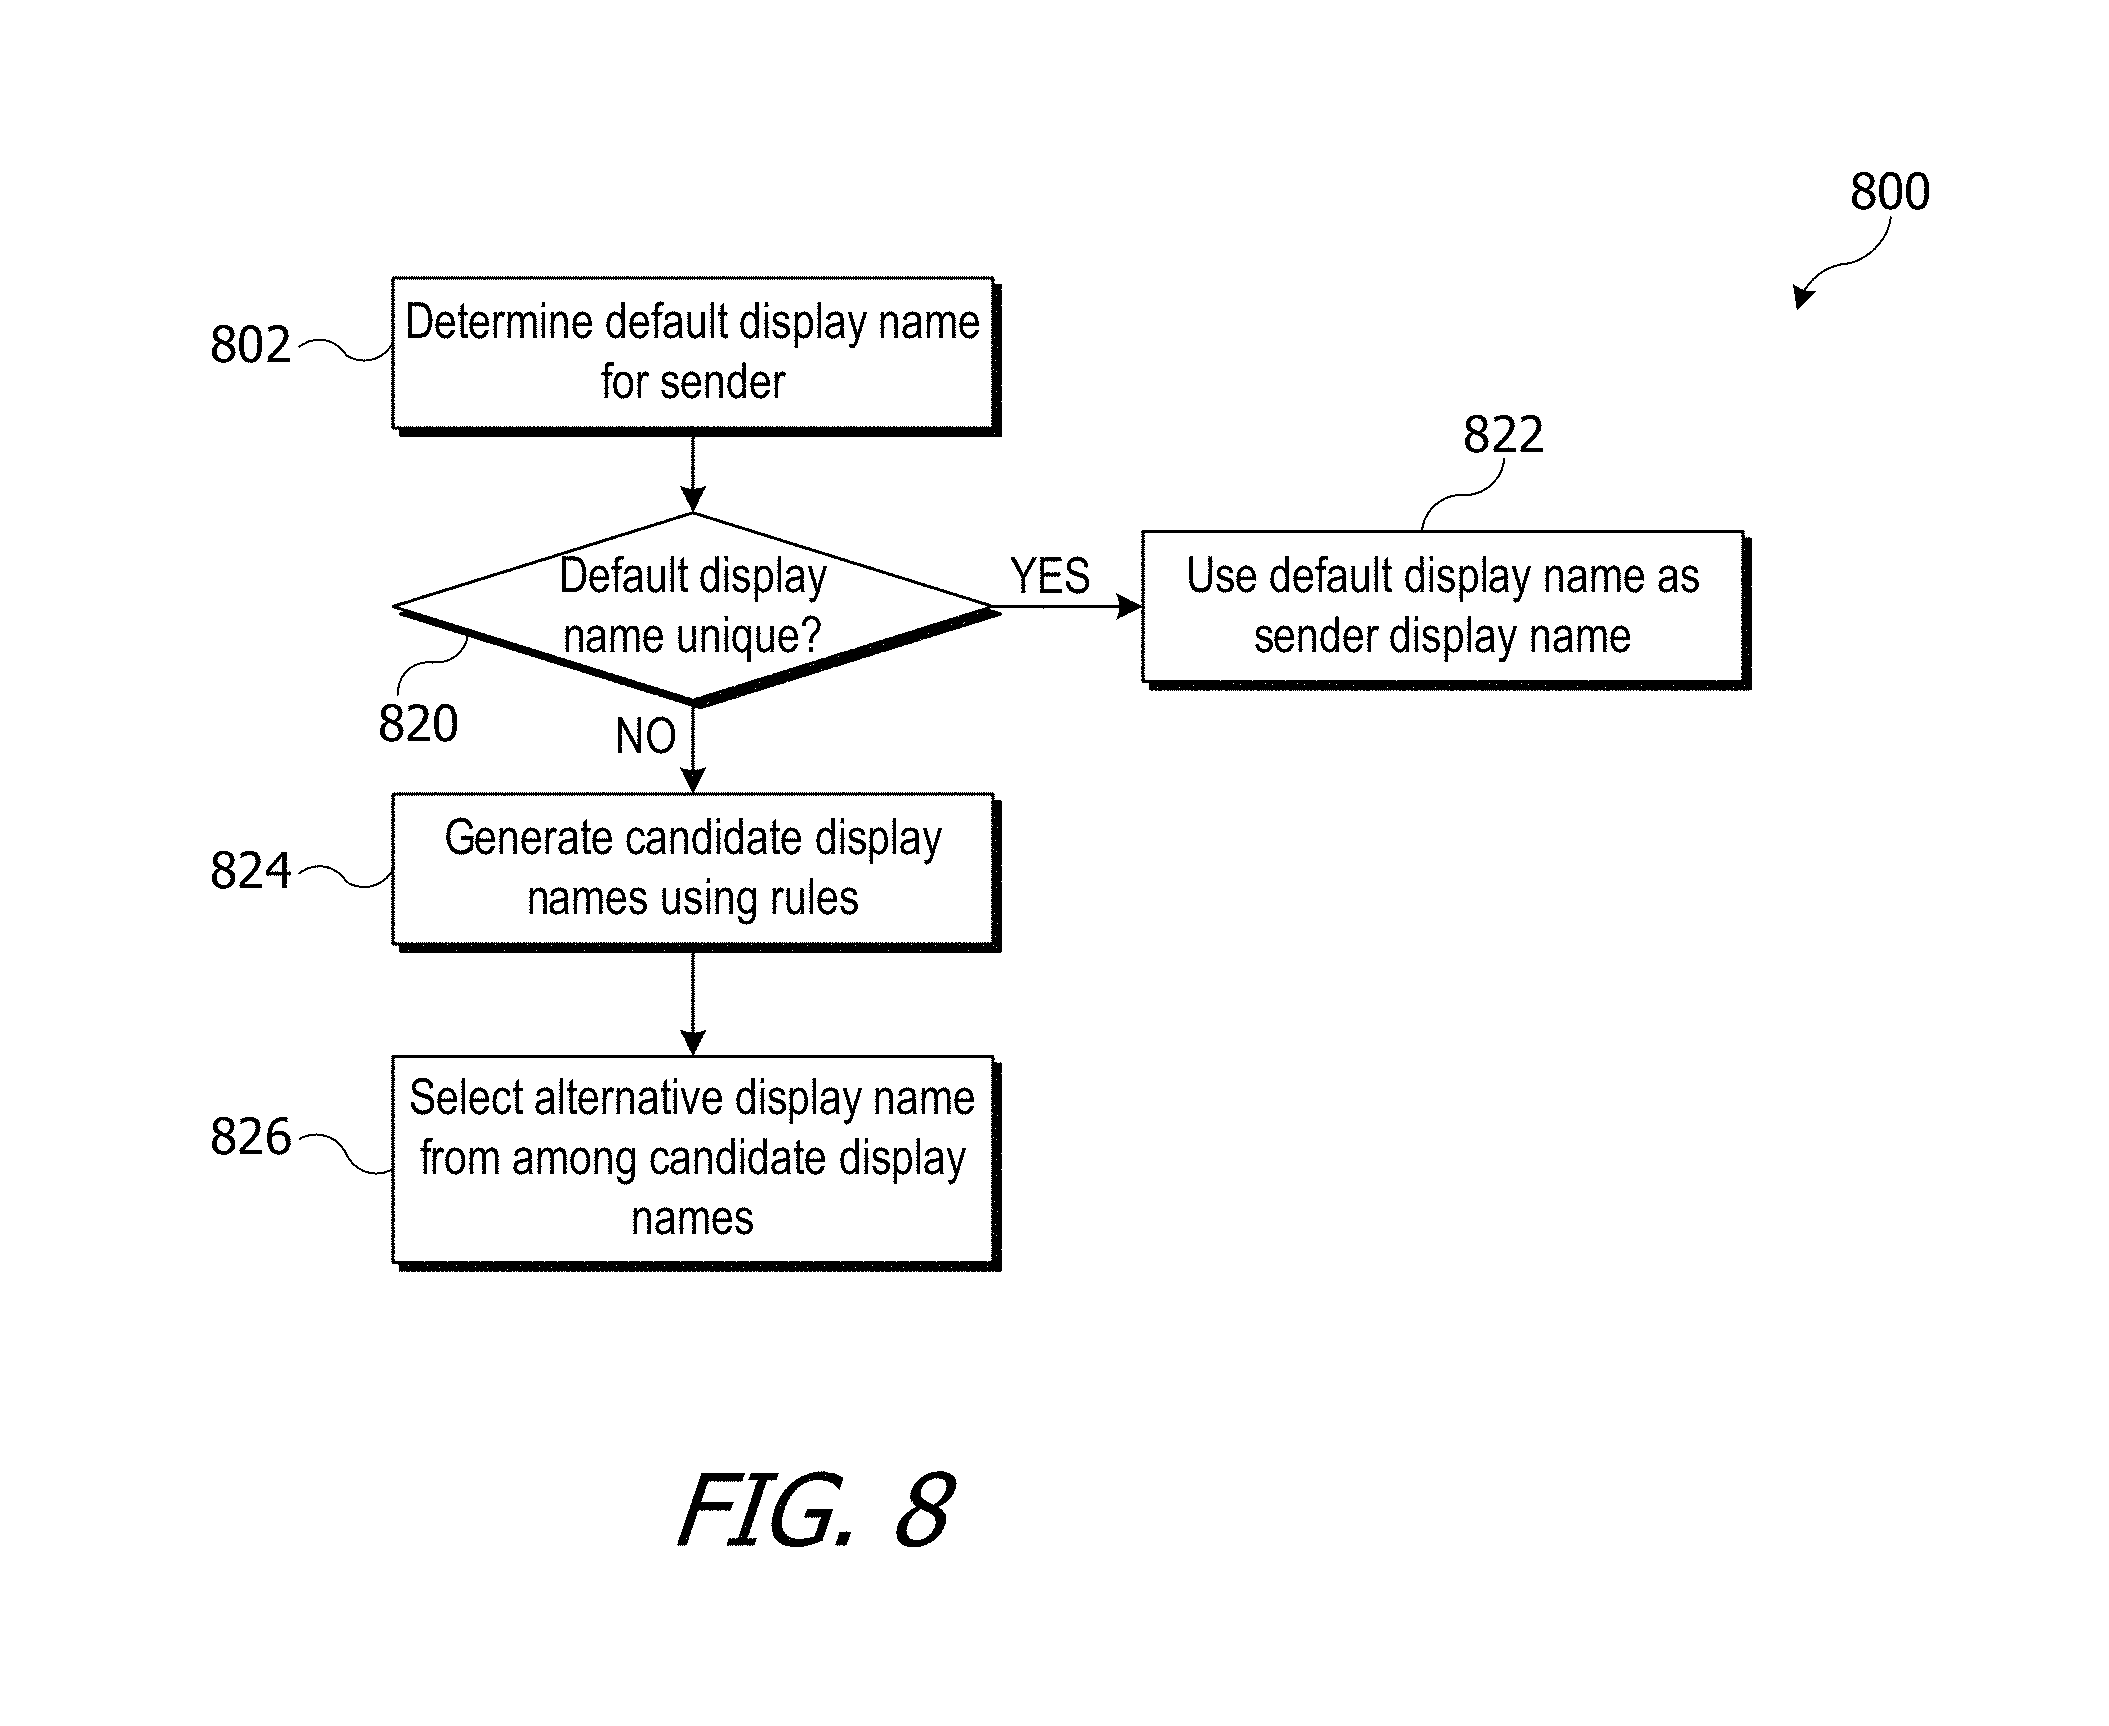 800
802
Determine default display name
for sender
822
Default display
name unique?
YES
Use default display name as
sender display name
820
NO
824
Generate candidate display
names using rules
826
Select alternative display name
from among candidate display
names
FIG. 8